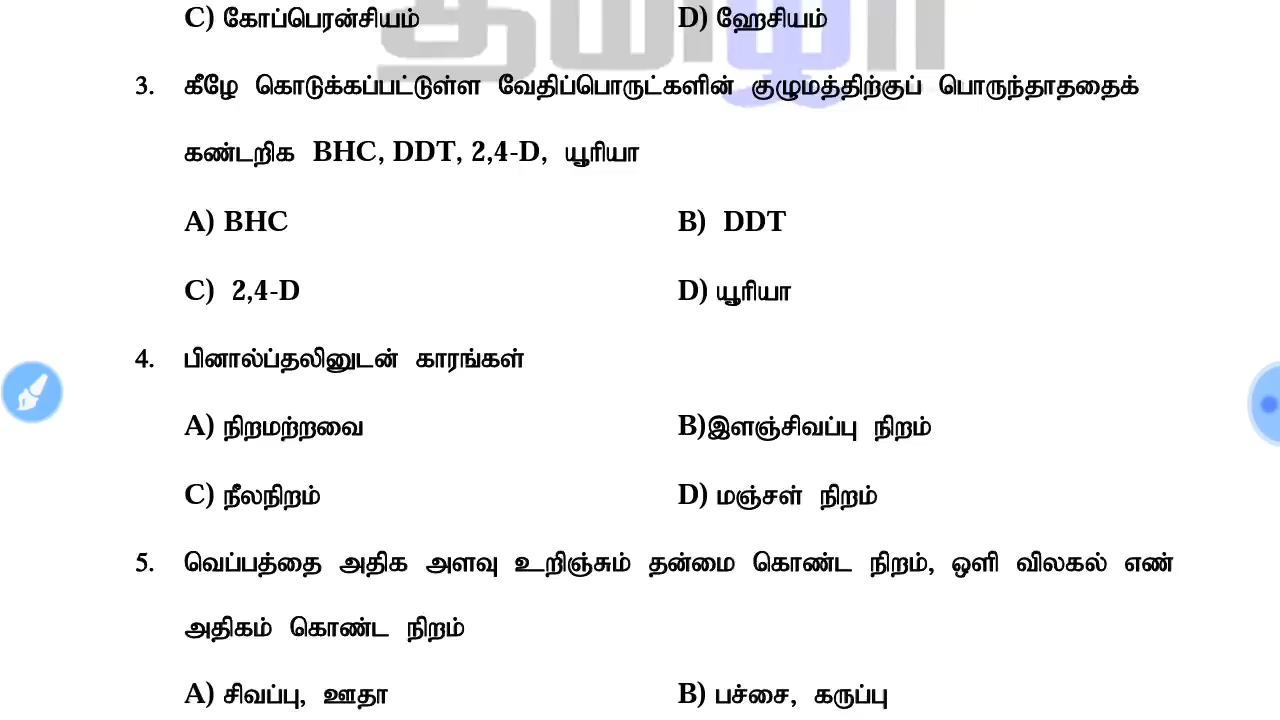 தமிழா
C) கோப்பெரன்சியம் D) ஹேசியம்
3. கீழே கொடுக்கப்பட்டுள்ள வேதிப்பொருட்களின் குழுமத்திற்குப் பொருந்தாததைக்
கண்டறிக BHC, DDT, 2,4-D, யூரியா
A) BHC B) DDT
C) 2,4-D D) யூரியா
4. பினால்ப்தலினுடன் காரங்கள்
A) நிறமற்றவை B)இளஞ்சிவப்பு நிறம்
C) நீலநிறம் D) மஞ்சள் நிறம்
5. வெப்பத்தை அதிக அளவு உறிஞ்சும் தன்மை கொண்ட நிறம், ஒளி விலகல் எண்
அதிகம் கொண்ட நிறம்
A) சிவப்பு, ஊதா B) பச்சை, கருப்பு